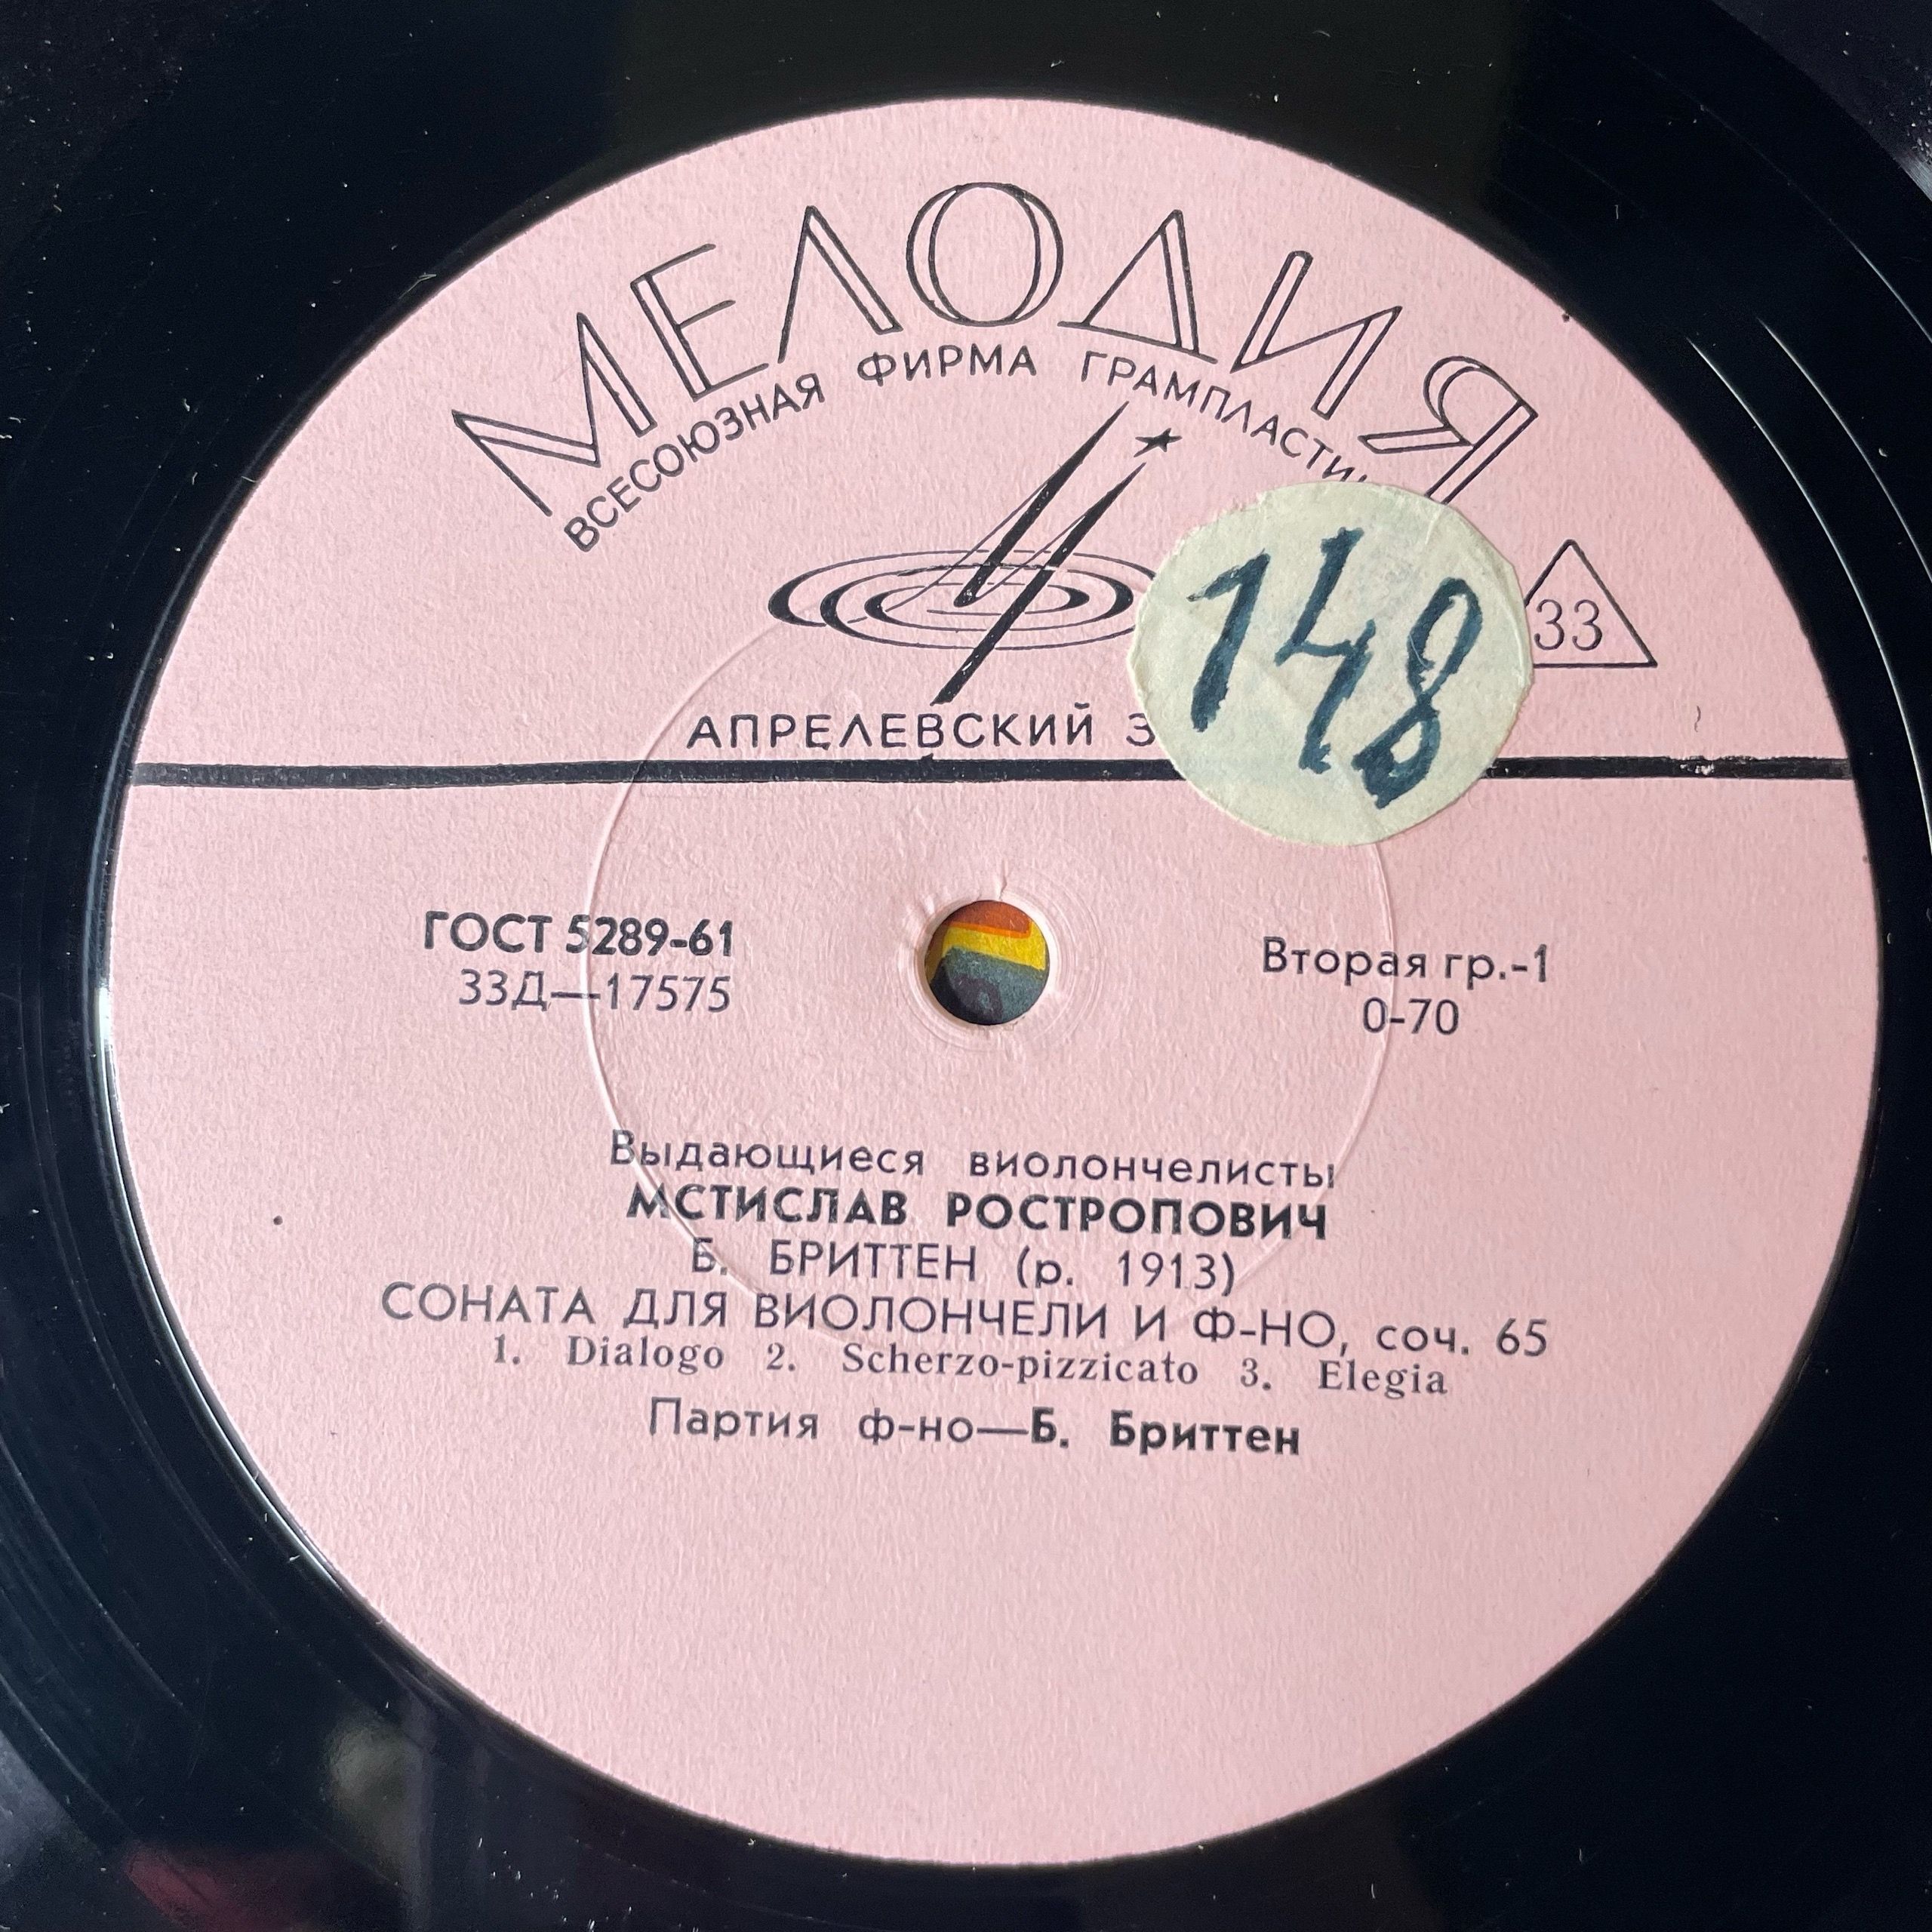 МЕЛОДИЯ
ВСЕСОЮЗНАЯ ФИРМА
148
33
АПРЕЛЕВСКИЙ
ГОСТ 5289-61
33Д—17575
Вторая гр.-1
0-70
Выдающиеся виолончелисты
МСТИСЛАВ РОСТРОПОВИЧ
Б. БРИТТЕН (р. 1913)
СОНАТА ДЛЯ ВИОЛОНЧЕЛИ И Ф-НО, соч. 65
1. Dialogo 2. Scherzo-pizzicato 3. Elegia
Партия ф-но—Б. Бриттен